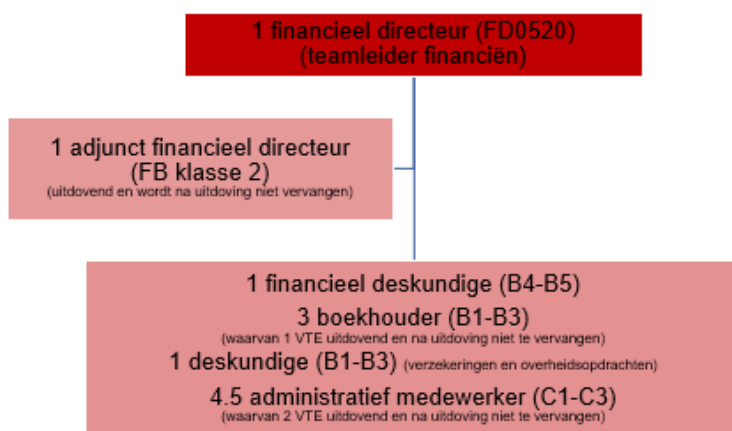 1 financieel directeur (FD0520)
(teamleider financiën)
1 adjunct financieel directeur
(FB klasse 2)
(uitdovend en wordt na uitdoving niet vervangen)
1 financieel deskundige (B4-B5)
3 boekhouder (B1-B3)
(waarvan 1 VTE uitdovend en na uitdoving niet te vervangen)
1 deskundige (B1-B3) (verzekeringen en overheidsopdrachten)
4.5 administratief medewerker (C1-C3)
(waarvan 2 VTE uitdovend en na uitdoving niet te vervangen)